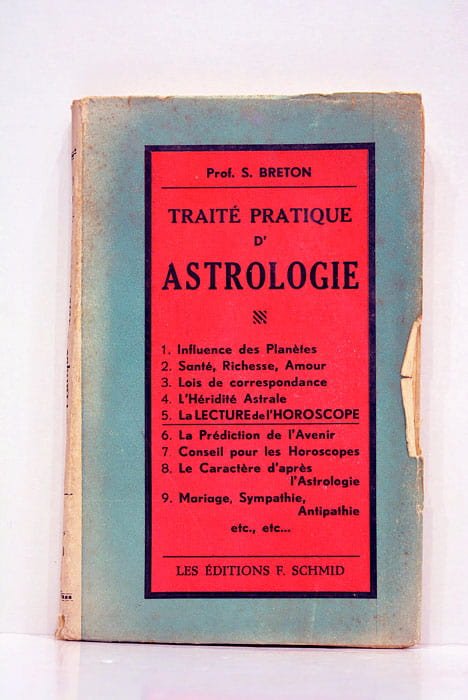 Prof. S. BRETON
TRAITÉ PRATIQUE
D'
ASTROLOGIE
1. Influence des Planètes
2. Santé, Richesse, Amour
3. Lois de correspondance
4. L'Héridité Astrale
5. La LECTURE de l'HOROSCOPE
6. La Prédiction de l'Avenir
7. Conseil pour les Horoscopes
8. Le Caractère d'après
l'Astrologie
9. Mariage, Sympathie,
Antipathie
etc., etc...
LES ÉDITIONS F. SCHMID